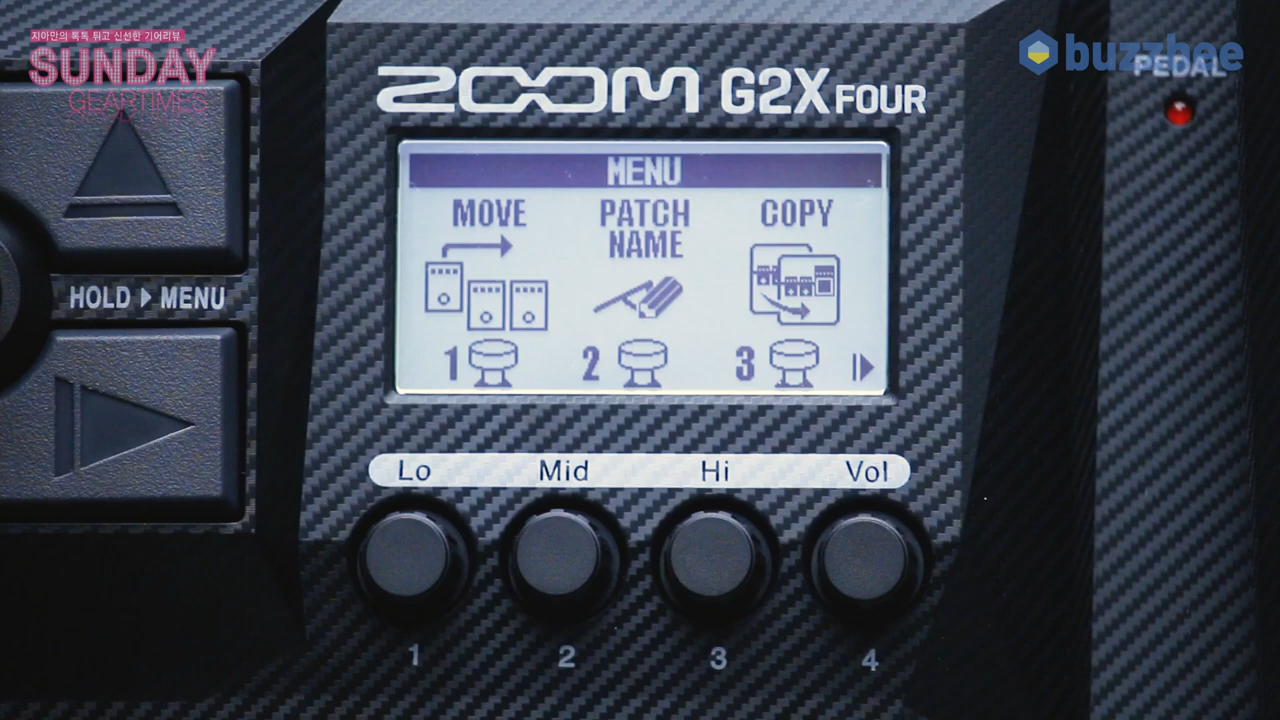 지아만의 톡톡 튀고 신선한 기어리뷰
SUNDAY
GEARTIMES
buzzbee
PEDAL
ZOOM G2X FOUR
MENU
MOVE
PATCH
NAME
COPY
1 2 3
HOLD MENU
Lo Mid Hi Vol
1 2 3 4